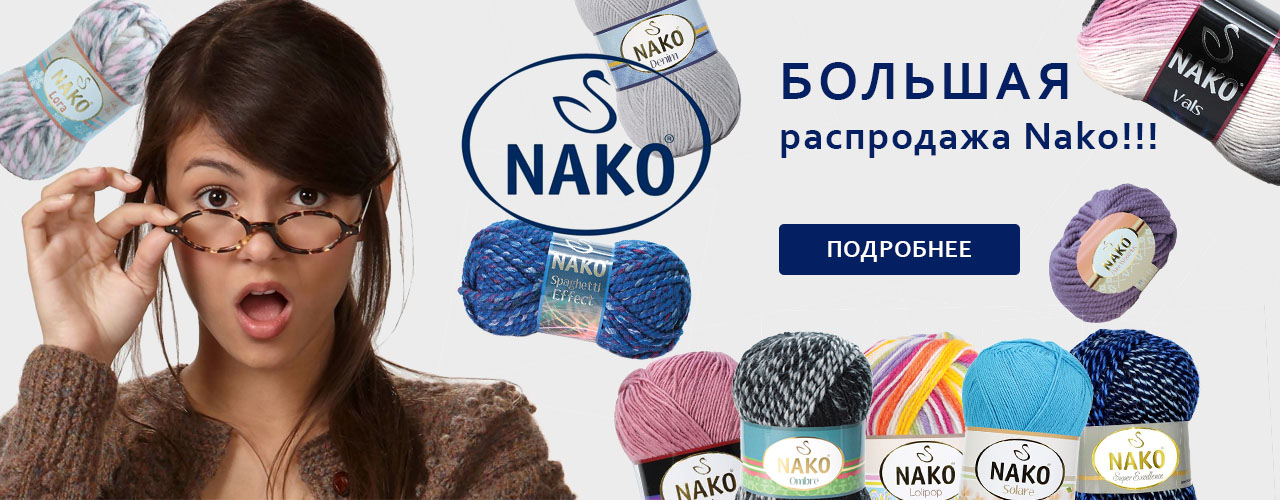 NAKO
Lora
NAKO
Denim
NAKO
БОЛЬШАЯ
распродажа Nako!!!
NAKO
Vals
ПОДРОБНЕЕ
NAKO
Spaghetti
Effect
NAKO
NAKO
NAKO
Ombre
NAKO
Lolipop
NAKO
Solare
NAKO
Super Excellence